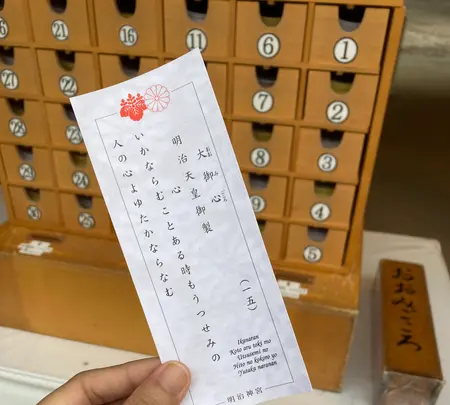 21
16
11
6
1
22
7
2
8
3
4
5
大御心
(一五)
明治天皇御製
心
いかならむことある時もうつせみの
人の心よゆたかならなむ
Ikanaran
Koto aru toki mo
Utsusemi no
Hito no kokoro yo
Yutaka naranan
明治神宮
おおみごころ